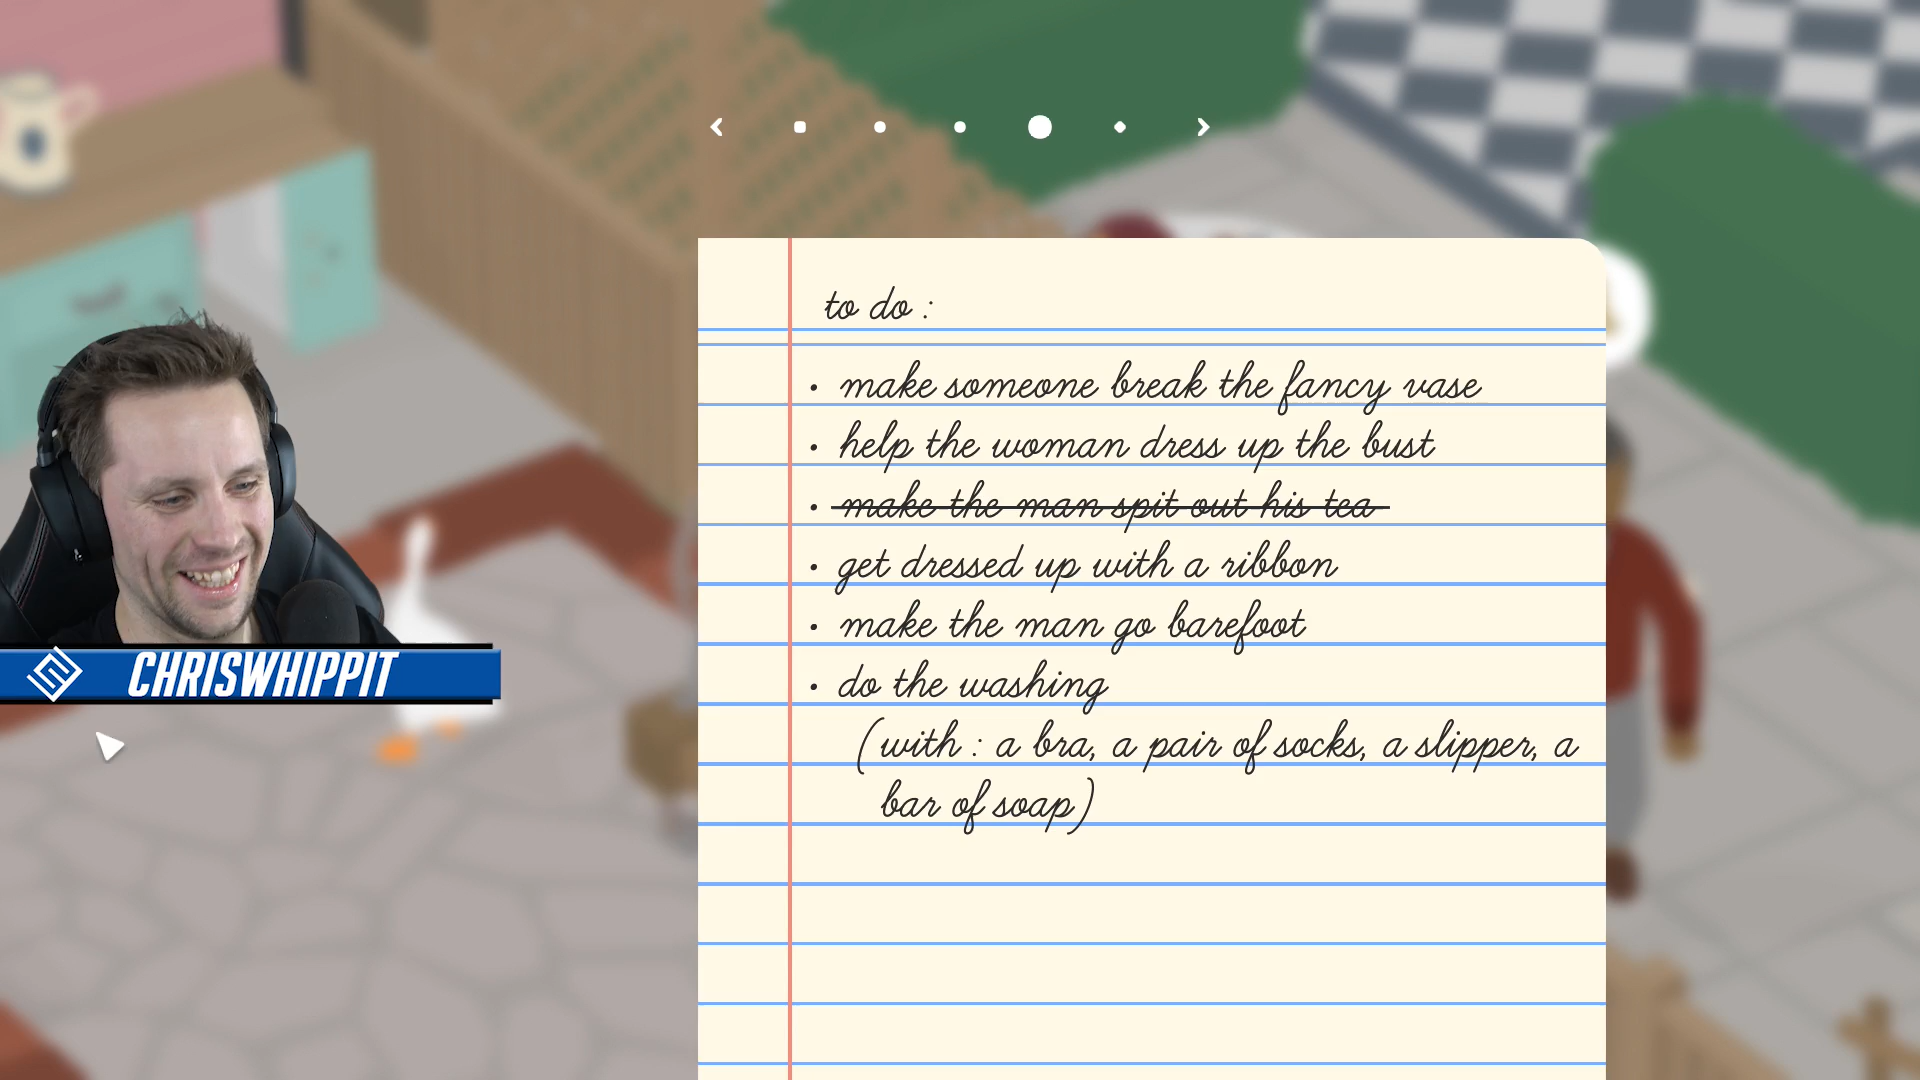 to do :
• make someone break the fancy vase
• help the woman dress up the bust
• make the man spit out his tea
• get dressed up with a ribbon
• make the man go barefoot
• do the washing
(with : a bra, a pair of socks, a slipper, a
bar of soap)
CHRISWHIPPIT